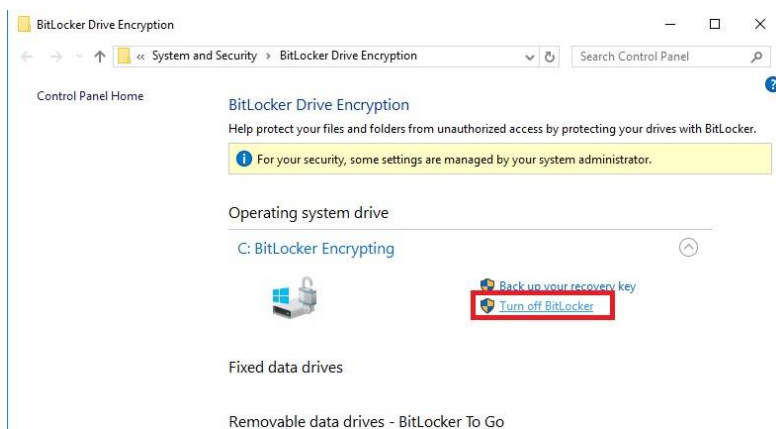 BitLocker Drive Encryption
« System and Security > BitLocker Drive Encryption
Search Control Panel
Control Panel Home
BitLocker Drive Encryption
Help protect your files and folders from unauthorized access by protecting your drives with BitLocker.
For your security, some settings are managed by your system administrator.
Operating system drive
C: BitLocker Encrypting
Back up your recovery key
Turn off BitLocker
Fixed data drives
Removable data drives - BitLocker To Go